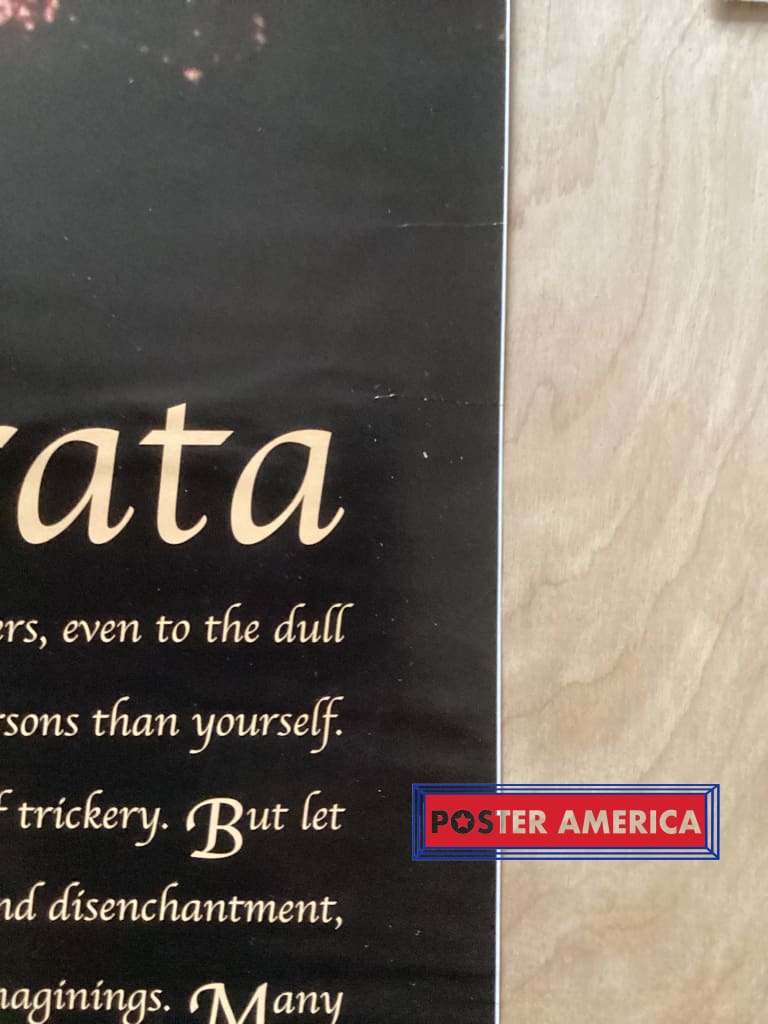 rata
ers, even to the dull
rsons than yourself.
f trickery. But let
nd disenchantment,
maginings. Many
POSTER AMERICA